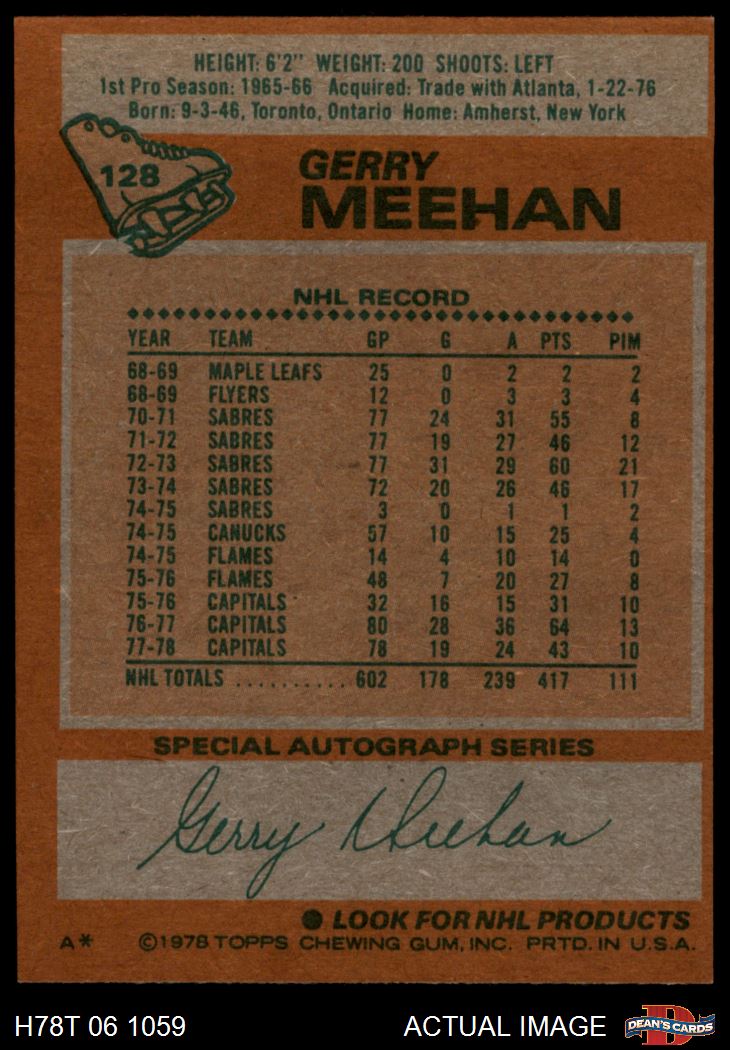 HEIGHT: 6'2" WEIGHT: 200 SHOOTS: LEFT
1st Pro Season: 1965-66 Acquired: Trade with Atlanta, 1-22-76
Born: 9-3-46, Toronto, Ontario Home: Amherst, New York
128
GERRY
MEEHAN
NHL RECORD
YEAR TEAM GP G A PTS PIM
68-69 MAPLE LEAFS 25 0 2 2 2
68-69 FLYERS 12 0 3 3 4
70-71 SABRES 77 24 31 55 8
71-72 SABRES 77 19 27 46 12
72-73 SABRES 77 31 29 60 21
73-74 SABRES 72 20 26 46 17
74-75 SABRES 3 0 1 1 2
74-75 CANUCKS 57 10 15 25 4
74-75 FLAMES 14 4 10 14 0
75-76 FLAMES 48 7 20 27 8
75-76 CAPITALS 32 16 15 31 10
76-77 CAPITALS 80 28 36 64 13
77-78 CAPITALS 78 19 24 43 10
NHL TOTALS .......... 602 178 239 417 111
SPECIAL AUTOGRAPH SERIES
Gerry Meehan
● LOOK FOR NHL PRODUCTS
A* ©1978 TOPPS CHEWING GUM, INC. PRTD. IN U.S.A.
H78T 06 1059 ACTUAL IMAGE D DEAN'S CARDS